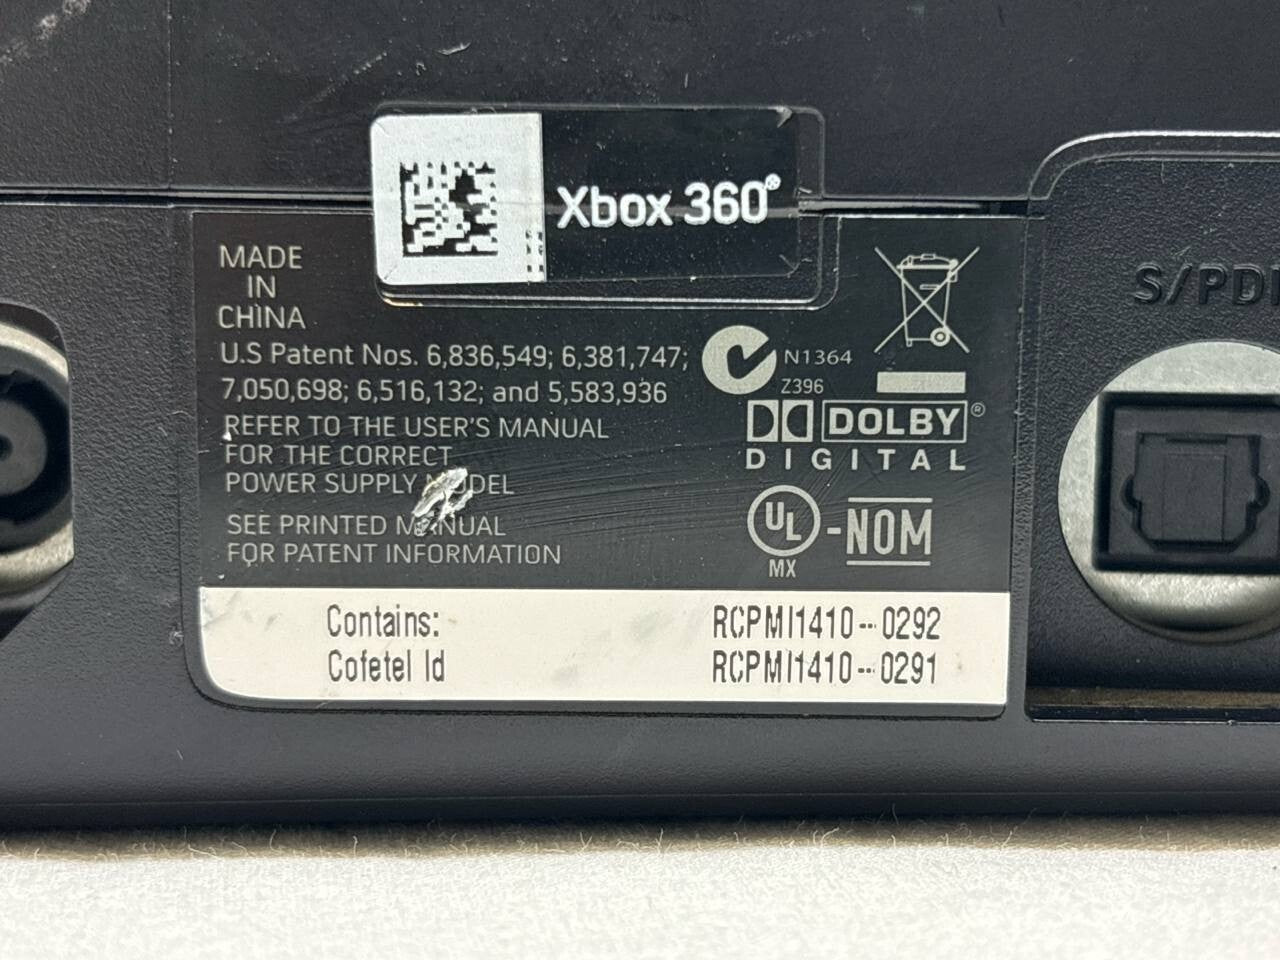 Xbox 360®
MADE
IN
CHINA
U.S Patent Nos. 6,836,549; 6,381,747;
7,050,698; 6,516,132; and 5,583,936
REFER TO THE USER'S MANUAL
FOR THE CORRECT
POWER SUPPLY MODEL
SEE PRINTED MANUAL
FOR PATENT INFORMATION
N1364
Z396
DOLBY®
DIGITAL
UL
-NOM
MX
Contains: RCPMI1410--0292
Cofetel Id RCPMI1410--0291